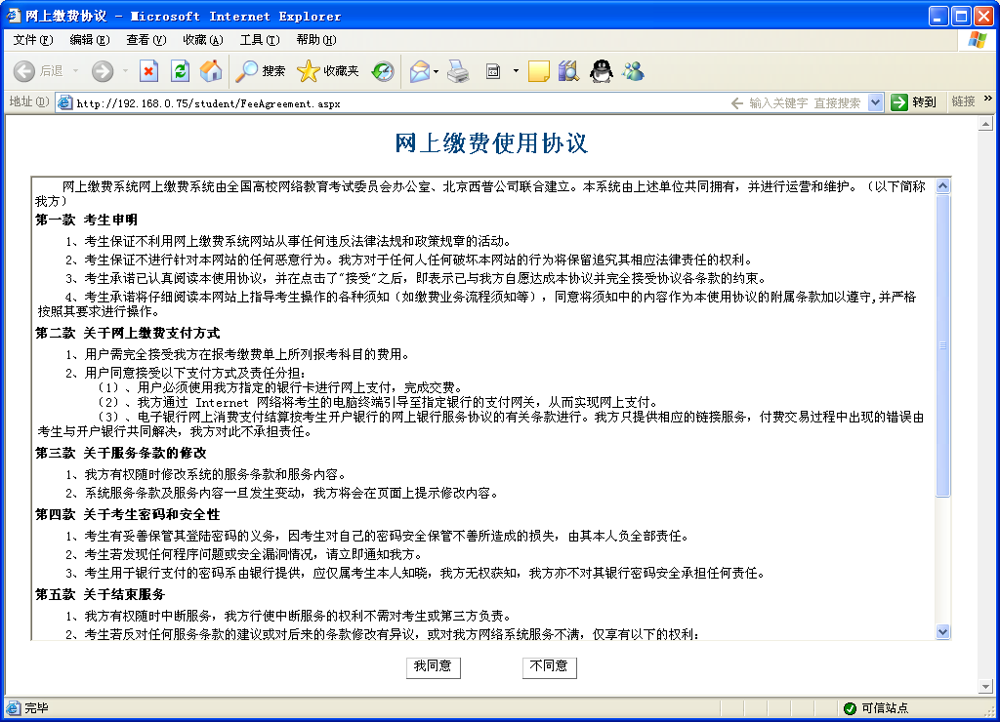 网上缴费协议 - Microsoft Internet Explorer
文件(F) 编辑(E) 查看(V) 收藏(A) 工具(T) 帮助(H)
后退 搜索 收藏夹
地址(D) http://192.168.0.75/student/FeeAgreement.aspx 输入关键字 直接搜索 转到 链接 »
网上缴费使用协议
网上缴费系统网上缴费系统由全国高校网络教育考试委员会办公室、北京西普公司联合建立。本系统由上述单位共同拥有，并进行运营和维护。（以下简称
我方）
第一款 考生申明
1、考生保证不利用网上缴费系统网站从事任何违反法律法规和政策规章的活动。
2、考生保证不进行针对本网站的任何恶意行为。我方对于任何人任何破坏本网站的行为将保留追究其相应法律责任的权利。
3、考生承诺已认真阅读本使用协议，并在点击了"接受"之后，即表示已与我方自愿达成本协议并完全接受协议各条款的约束。
4、考生承诺将仔细阅读本网站上指导考生操作的各种须知（如缴费业务流程须知等），同意将须知中的内容作为本使用协议的附属条款加以遵守,并严格
按照其要求进行操作。
第二款 关于网上缴费支付方式
1、用户需完全接受我方在报考缴费单上所列报考科目的费用。
2、用户同意接受以下支付方式及责任分担：
（1）、用户必须使用我方指定的银行卡进行网上支付，完成交费。
（2）、我方通过 Internet 网络将考生的电脑终端引导至指定银行的支付网关，从而实现网上支付。
（3）、电子银行网上消费支付结算按考生开户银行的网上银行服务协议的有关条款进行。我方只提供相应的链接服务，付费交易过程中出现的错误由
考生与开户银行共同解决，我方对此不承担责任。
第三款 关于服务条款的修改
1、我方有权随时修改系统的服务条款和服务内容。
2、系统服务条款及服务内容一旦发生变动，我方将会在页面上提示修改内容。
第四款 关于考生密码和安全性
1、考生有妥善保管其登陆密码的义务，因考生对自己的密码安全保管不善所造成的损失，由其本人负全部责任。
2、考生若发现任何程序问题或安全漏洞情况，请立即通知我方。
3、考生用于银行支付的密码系由银行提供，应仅属考生本人知晓，我方无权获知，我方亦不对其银行密码安全承担任何责任。
第五款 关于结束服务
1、我方有权随时中断服务，我方行使中断服务的权利不需对考生或第三方负责。
2、考生若反对任何服务条款的建议或对后来的条款修改有异议，或对我方网络系统服务不满，仅享有以下的权利：
我同意 不同意
完毕 可信站点